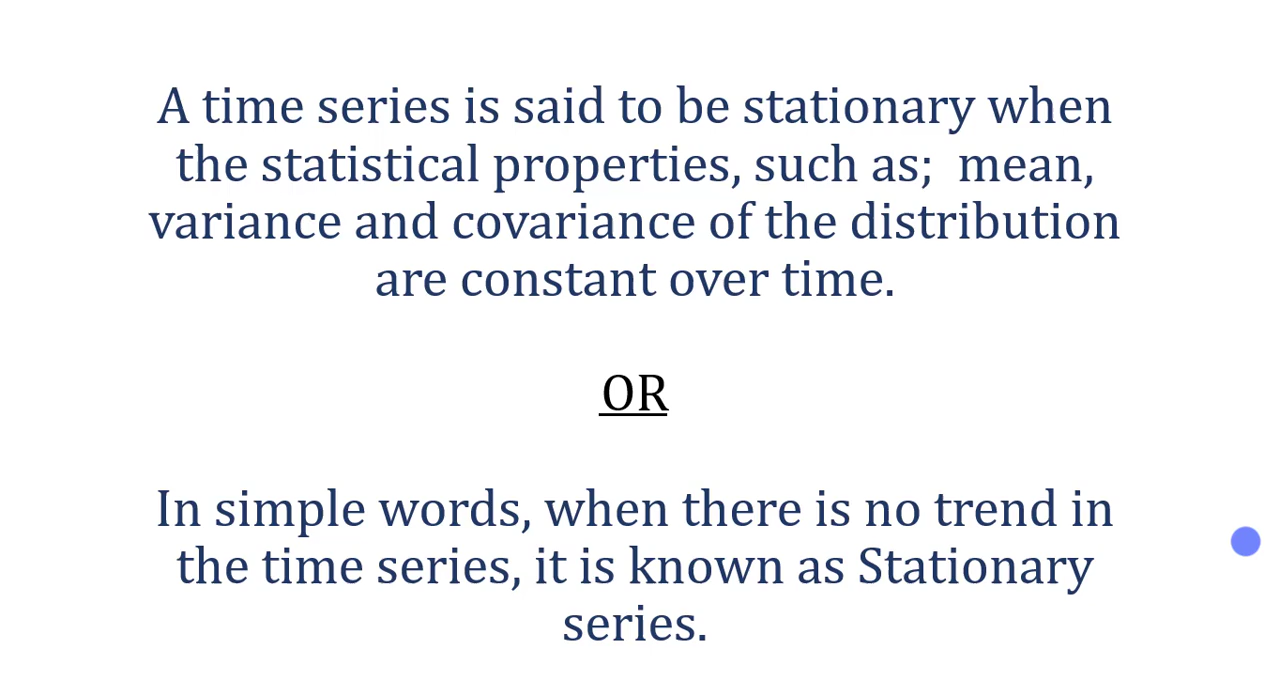 A time series is said to be stationary when
the statistical properties, such as;  mean,
variance and covariance of the distribution
are constant over time.
OR
In simple words, when there is no trend in
the time series, it is known as Stationary
series.